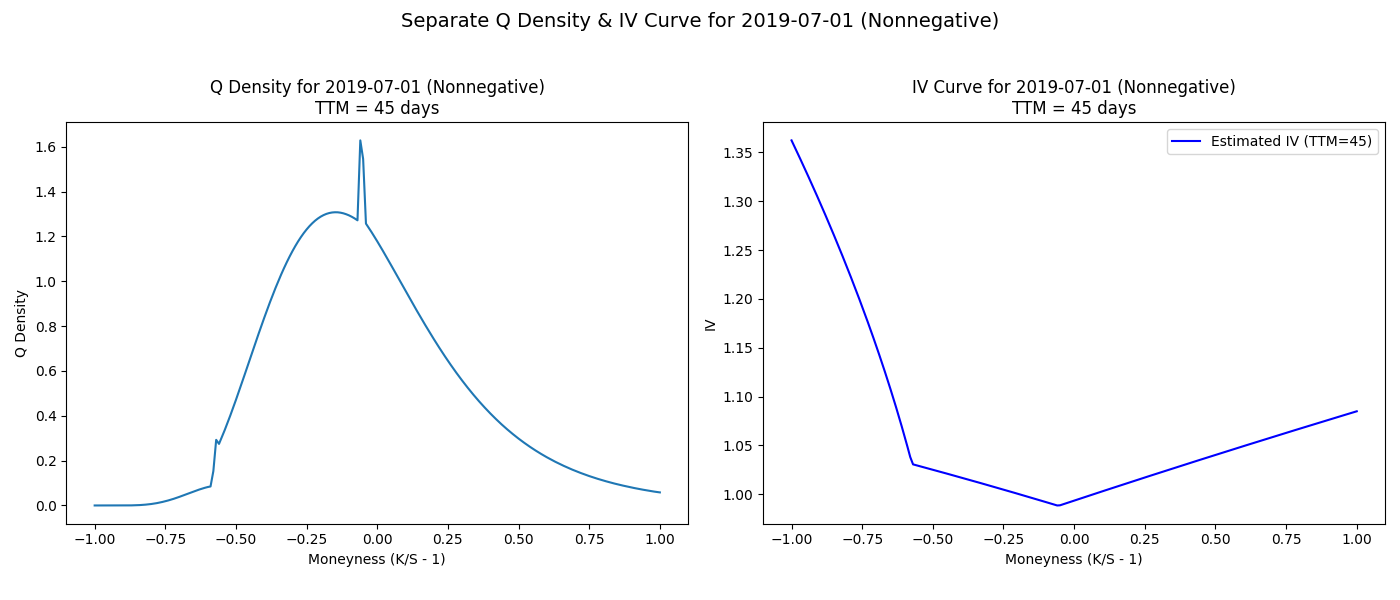 Separate Q Density & IV Curve for 2019-07-01 (Nonnegative)
Q Density for 2019-07-01 (Nonnegative)
TTM = 45 days
1.6
1.4
1.2
1.0
0.8
0.6
0.4
0.2
0.0
Q Density
−1.00 −0.75 −0.50 −0.25 0.00 0.25 0.50 0.75 1.00
Moneyness (K/S - 1)
IV Curve for 2019-07-01 (Nonnegative)
TTM = 45 days
Estimated IV (TTM=45)
1.35
1.30
1.25
1.20
1.15
1.10
1.05
1.00
IV
−1.00 −0.75 −0.50 −0.25 0.00 0.25 0.50 0.75 1.00
Moneyness (K/S - 1)